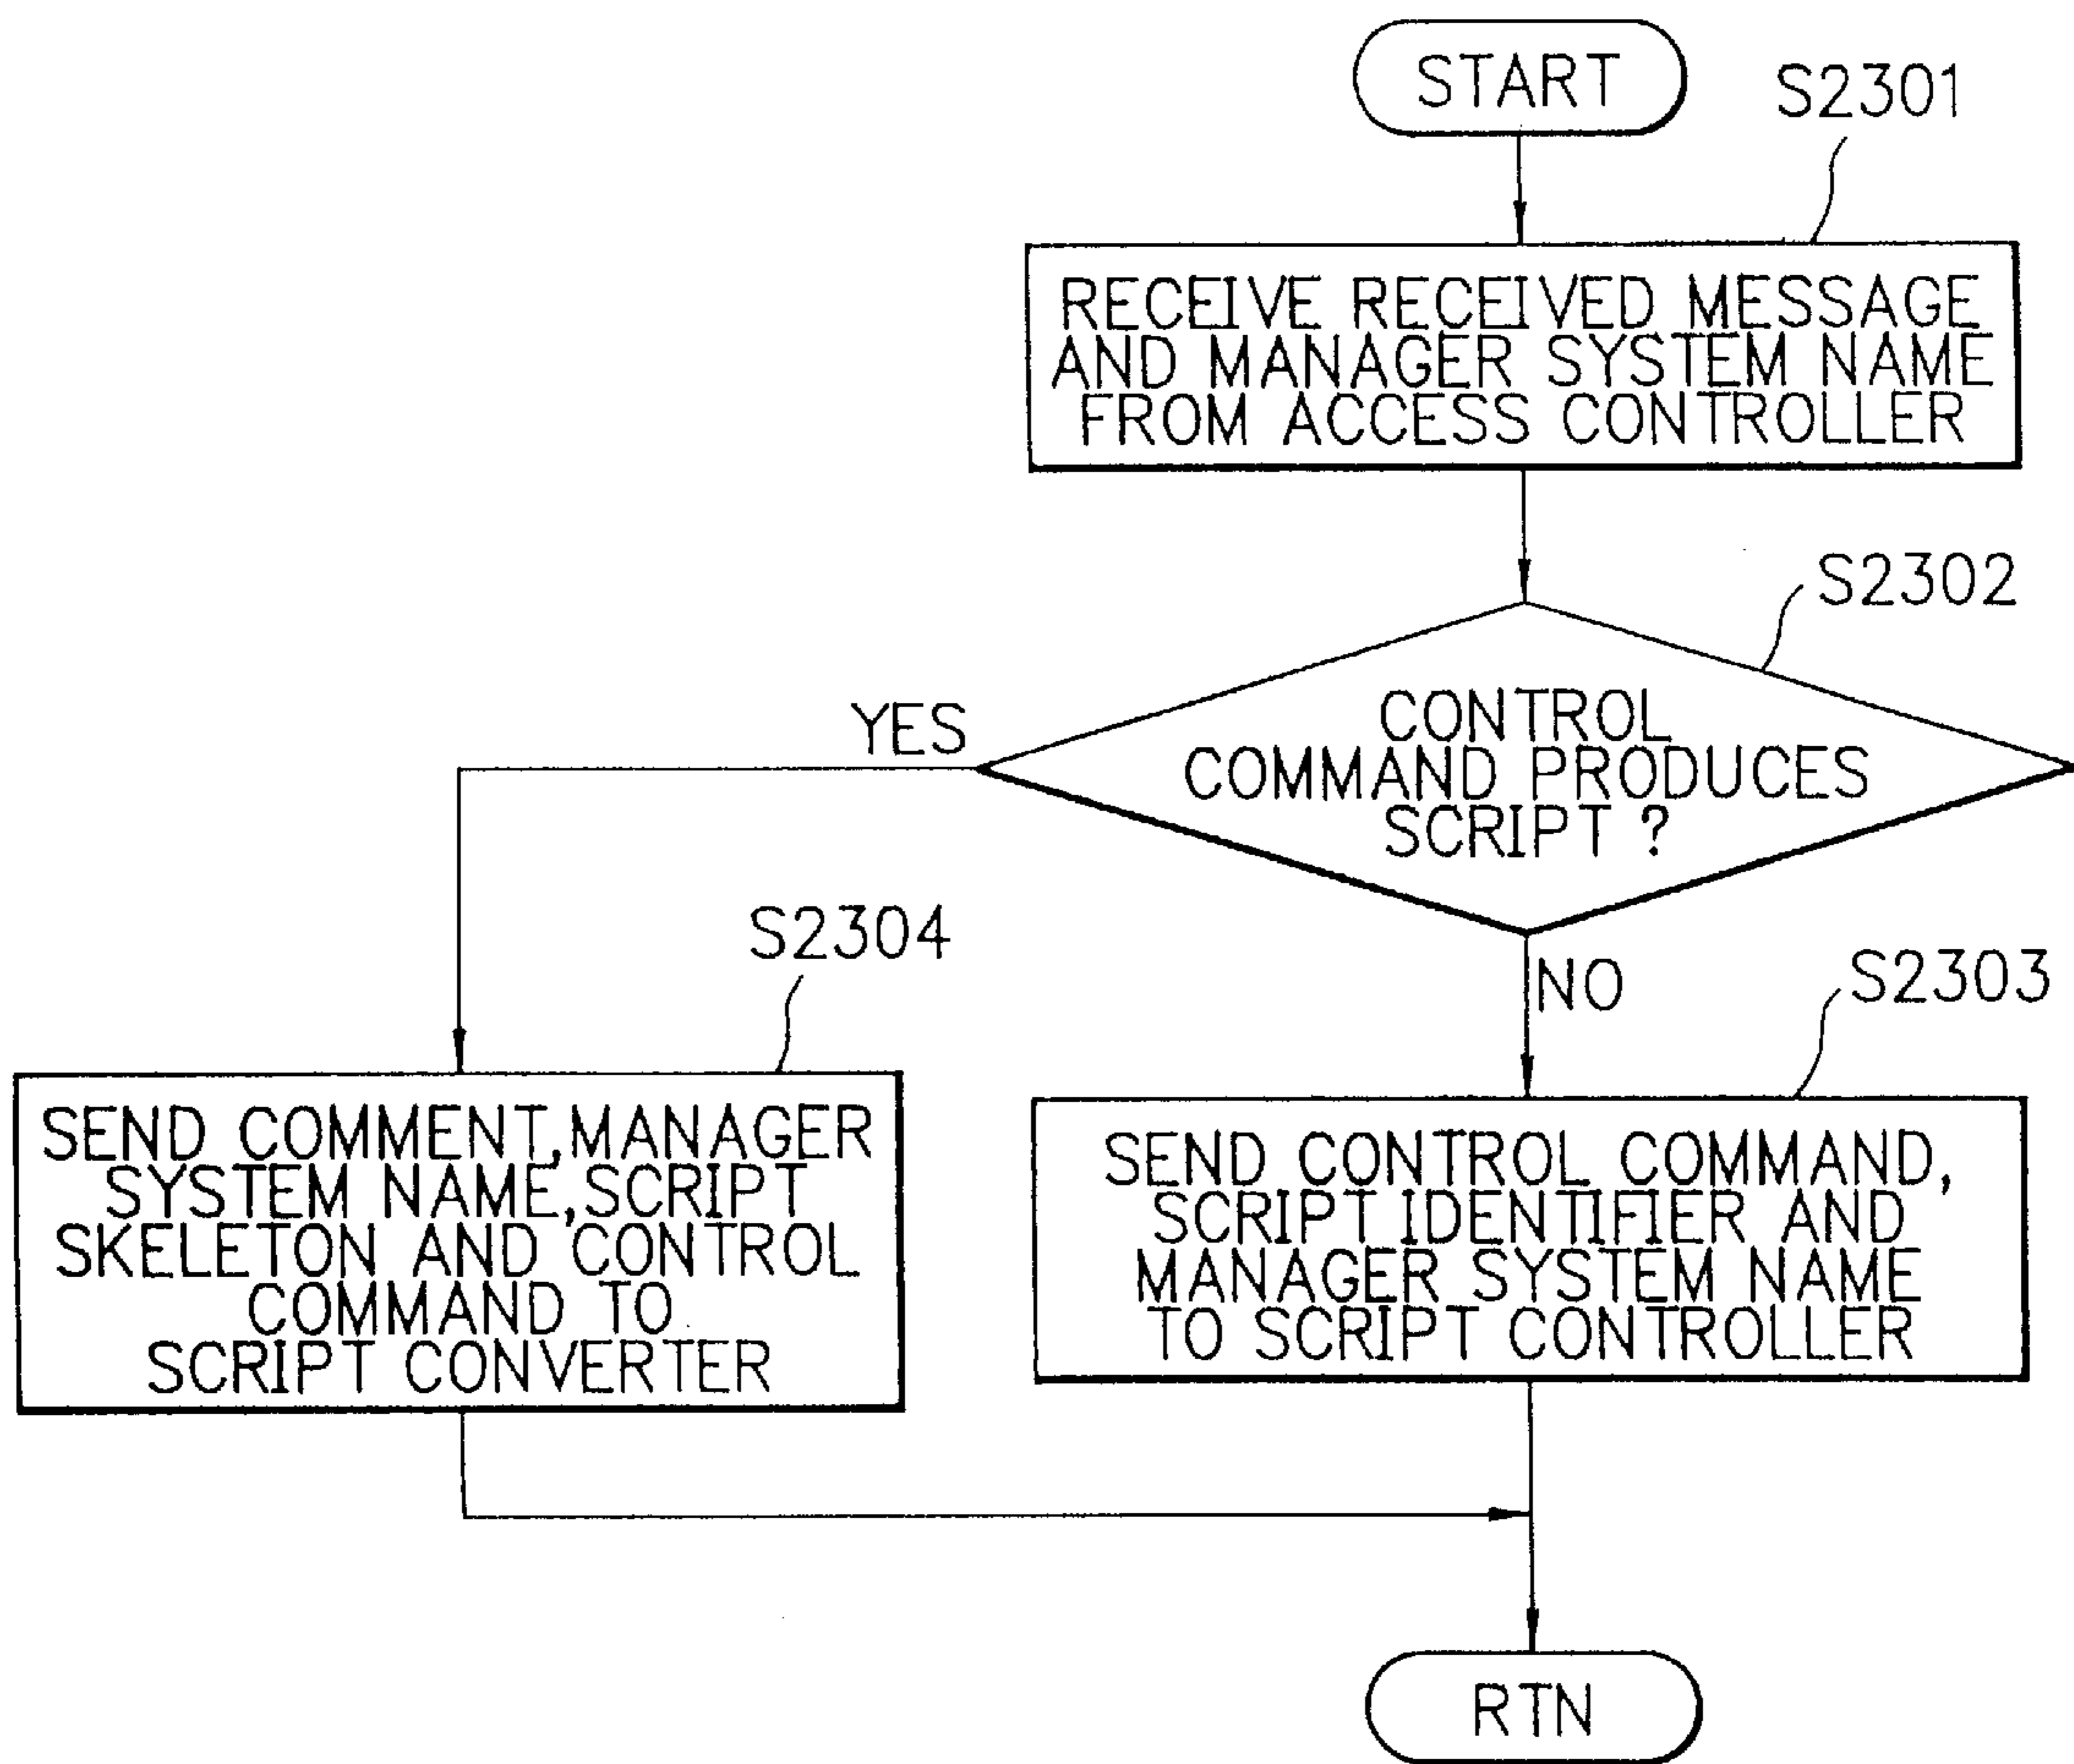 START
S2301
RECEIVE RECEIVED MESSAGE
AND MANAGER SYSTEM NAME
FROM ACCESS CONTROLLER
S2302
CONTROL
COMMAND PRODUCES
SCRIPT ?
YES
NO
S2304
SEND COMMENT,MANAGER
SYSTEM NAME,SCRIPT
SKELETON AND CONTROL
COMMAND TO
SCRIPT CONVERTER
S2303
SEND CONTROL COMMAND,
SCRIPT IDENTIFIER AND
MANAGER SYSTEM NAME
TO SCRIPT CONTROLLER
RTN